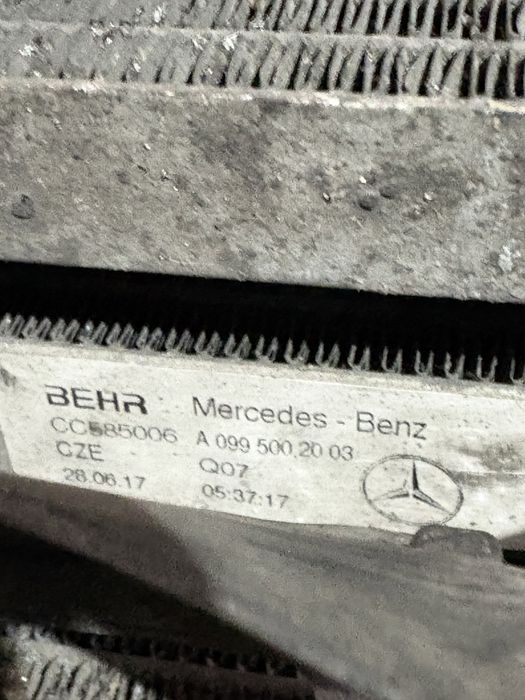 BEHR Mercedes - Benz
CC585006 A 099 500 20 03
CZE Q07
28.06.17 05:37:17